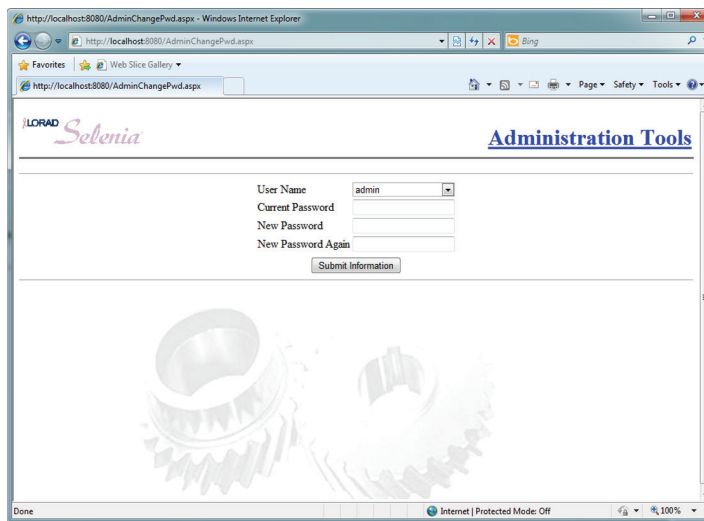 http://localhost:8080/AdminChangePwd.aspx - Windows Internet Explorer
http://localhost:8080/AdminChangePwd.aspx
Bing
Favorites
Web Slice Gallery
http://localhost:8080/AdminChangePwd.aspx
Page
Safety
Tools
LORAD
Selenia
Administration Tools
User Name
admin
Current Password
New Password
New Password Again
Submit Information
Done
Internet | Protected Mode: Off
100%